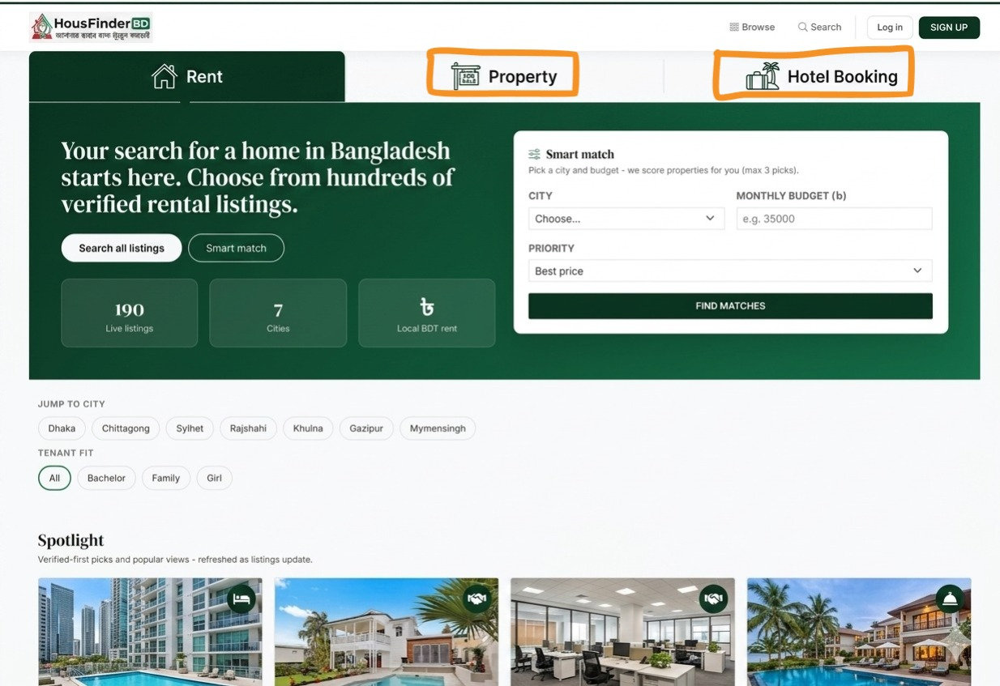 HousFinder BD
Browse
Search
Log in
SIGN UP
Rent
Property
Hotel Booking
Your search for a home in Bangladesh
starts here. Choose from hundreds of
verified rental listings.
Search all listings
Smart match
190
Live listings
7
Cities
৳
Local BDT rent
Smart match
Pick a city and budget - we score properties for you (max 3 picks).
CITY
MONTHLY BUDGET (b)
Choose...
e.g. 35000
PRIORITY
Best price
FIND MATCHES
JUMP TO CITY
Dhaka
Chittagong
Sylhet
Rajshahi
Khulna
Gazipur
Mymensingh
TENANT FIT
All
Bachelor
Family
Girl
Spotlight
Verified-first picks and popular views - refreshed as listings update.